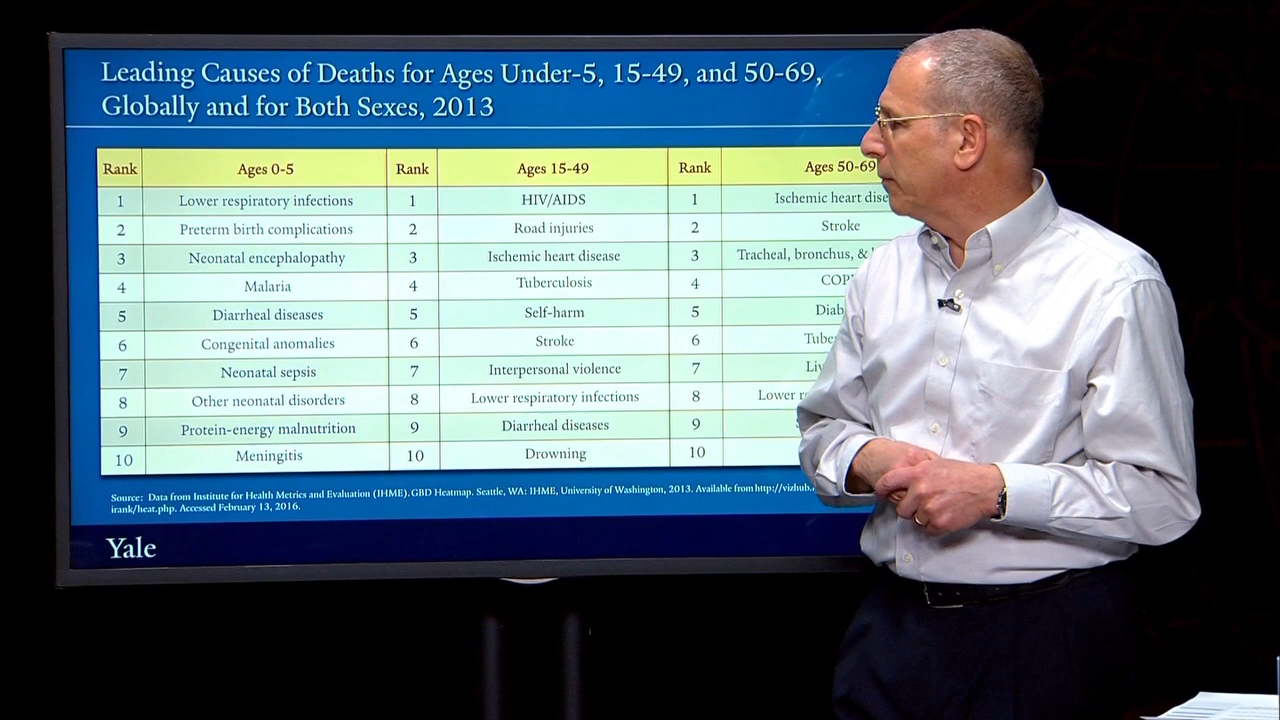 Leading Causes of Deaths for Ages Under-5, 15-49, and 50-69,
Globally and for Both Sexes, 2013
Rank Ages 0-5 Rank Ages 15-49 Rank Ages 50-69
1 Lower respiratory infections 1 HIV/AIDS 1 Ischemic heart
2 Preterm birth complications 2 Road injuries 2 Stroke
3 Neonatal encephalopathy 3 Ischemic heart disease 3 Tracheal, bronchus, &
4 Malaria 4 Tuberculosis 4
5 Diarrheal diseases 5 Self-harm 5
6 Congenital anomalies 6 Stroke 6
7 Neonatal sepsis 7 Interpersonal violence 7
8 Other neonatal disorders 8 Lower respiratory infections 8 Lower
9 Protein-energy malnutrition 9 Diarrheal diseases 9
10 Meningitis 10 Drowning 10
Source: Data from Institute for Health Metrics and Evaluation (IHME). GBD Heatmap. Seattle, WA: IHME, University of Washington, 2013. Available from http://vizhub.
irank/heat.php. Accessed February 13, 2016.
Yale